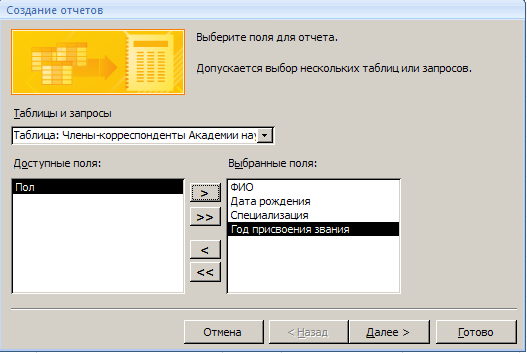 Создание отчетов
Выберите поля для отчета.
Допускается выбор нескольких таблиц или запросов.
Таблицы и запросы
Таблица: Члены-корреспонденты Академии нау
Доступные поля:
Выбранные поля:
Пол
>
>>
<
<<
ФИО
Дата рождения
Специализация
Год присвоения звания
Отмена
< Назад
Далее >
Готово